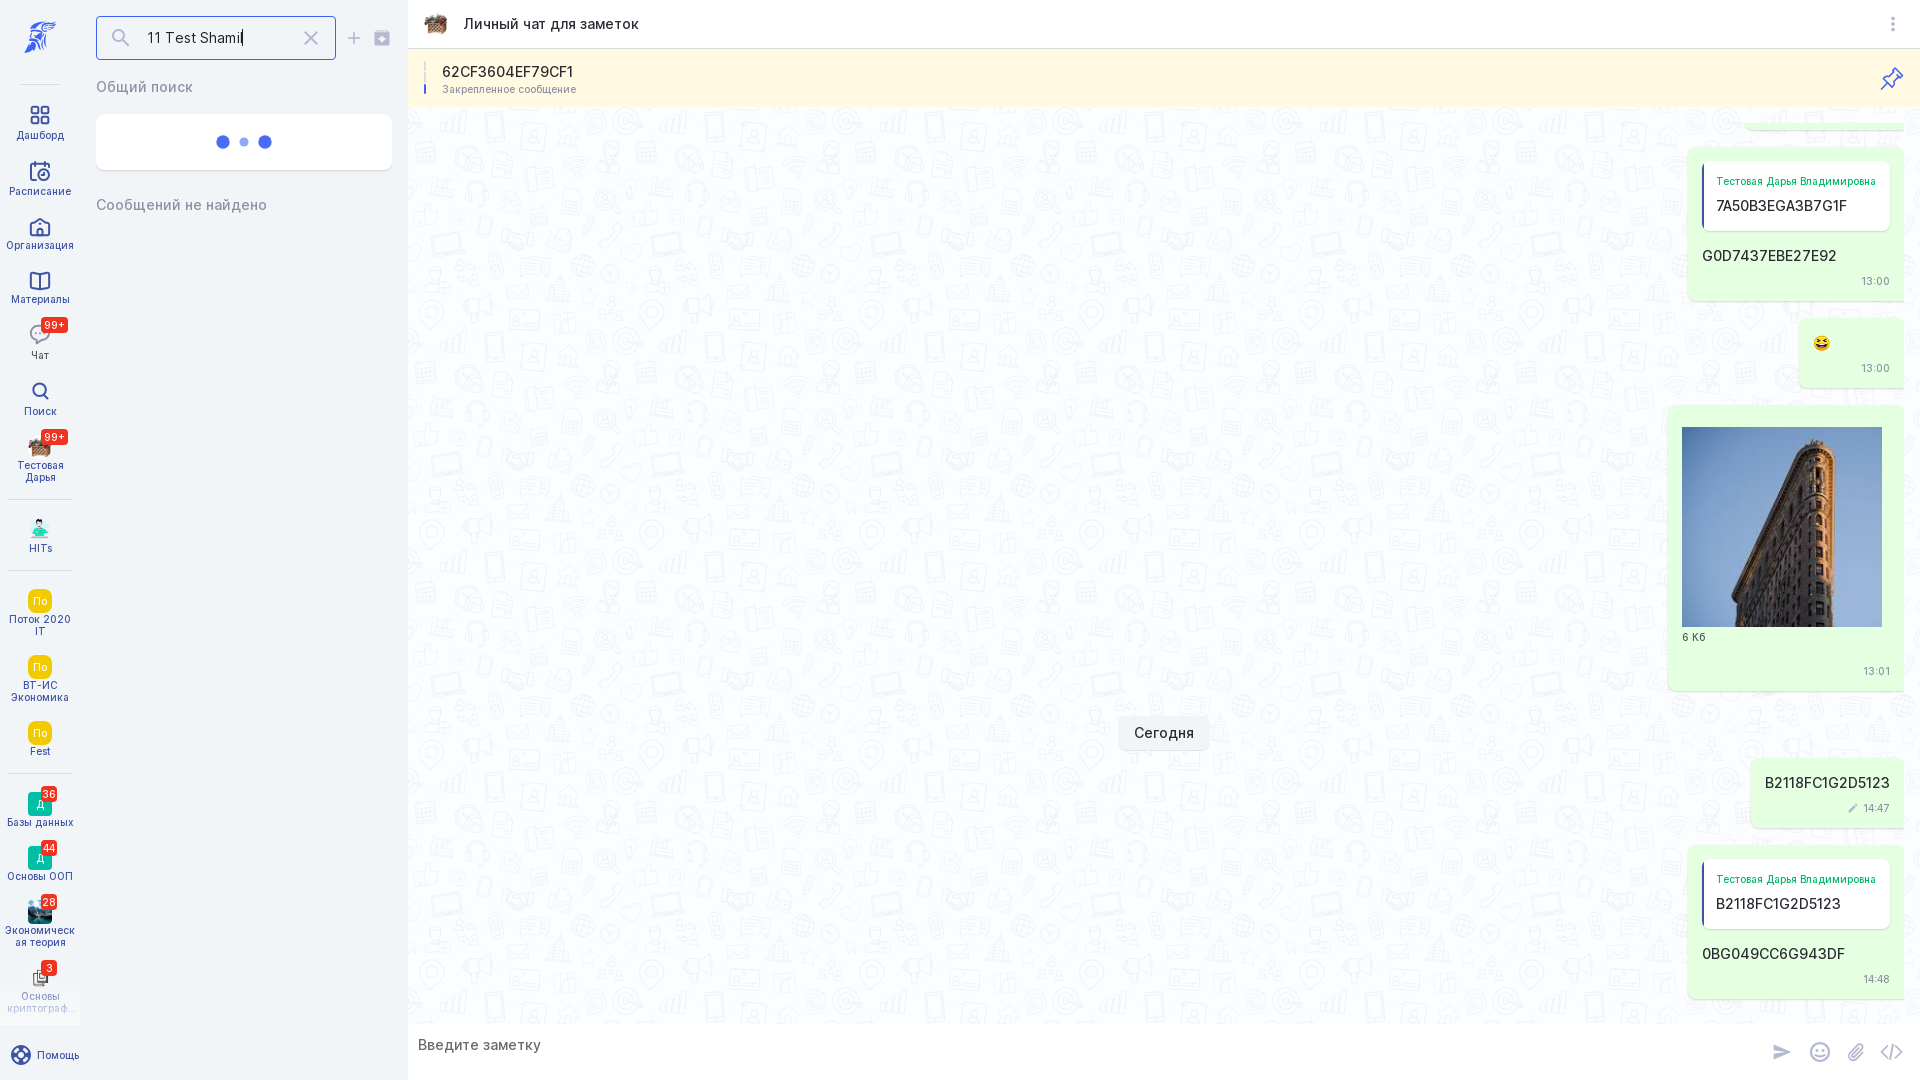 Дашборд
Расписание
Организация
Материалы
99+
Чат
Поиск
99+
Тестовая
Дарья
HITs
По
Поток 2020
IT
По
ВТ-ИС
Экономика
По
Fest
36
Д
Базы данных
44
Д
Основы ООП
28
Экономическ
ая теория
3
Основы
криптограф...
Помощь
11 Test Shamil
Общий поиск
Сообщений не найдено
Личный чат для заметок
62CF3604EF79CF1
Закрепленное сообщение
Тестовая Дарья Владимировна
7A50B3EGA3B7G1F
G0D7437EBE27E92
13:00
13:00
6 Кб
13:01
Сегодня
B2118FC1G2D5123
14:47
Тестовая Дарья Владимировна
B2118FC1G2D5123
0BG049CC6G943DF
14:48
Введите заметку